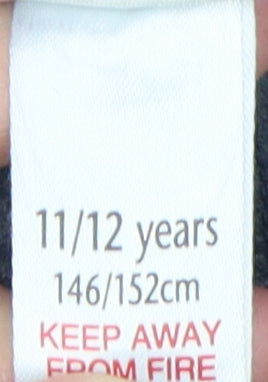 11/12 years
146/152cm
KEEP AWAY
FROM FIRE